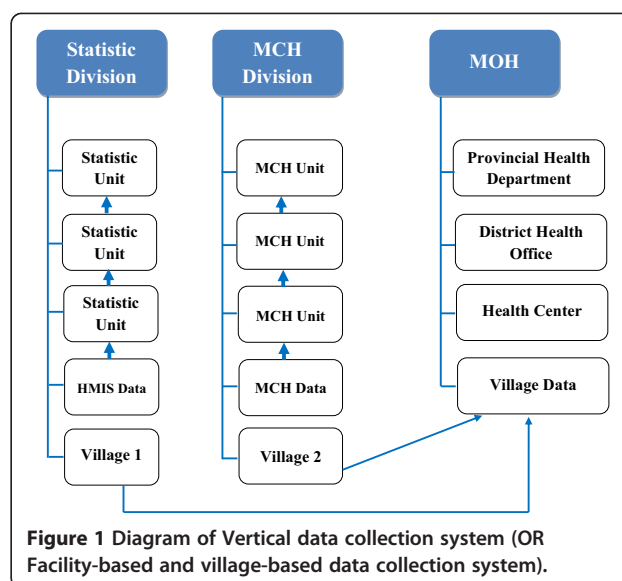 Statistic
Division
MCH
Division
MOH
Statistic
Unit
MCH Unit
Provincial Health
Department
Statistic
Unit
MCH Unit
District Health
Office
Statistic
Unit
MCH Unit
Health Center
HMIS Data
MCH Data
Village Data
Village 1
Village 2
Figure 1 Diagram of Vertical data collection system (OR
Facility-based and village-based data collection system).